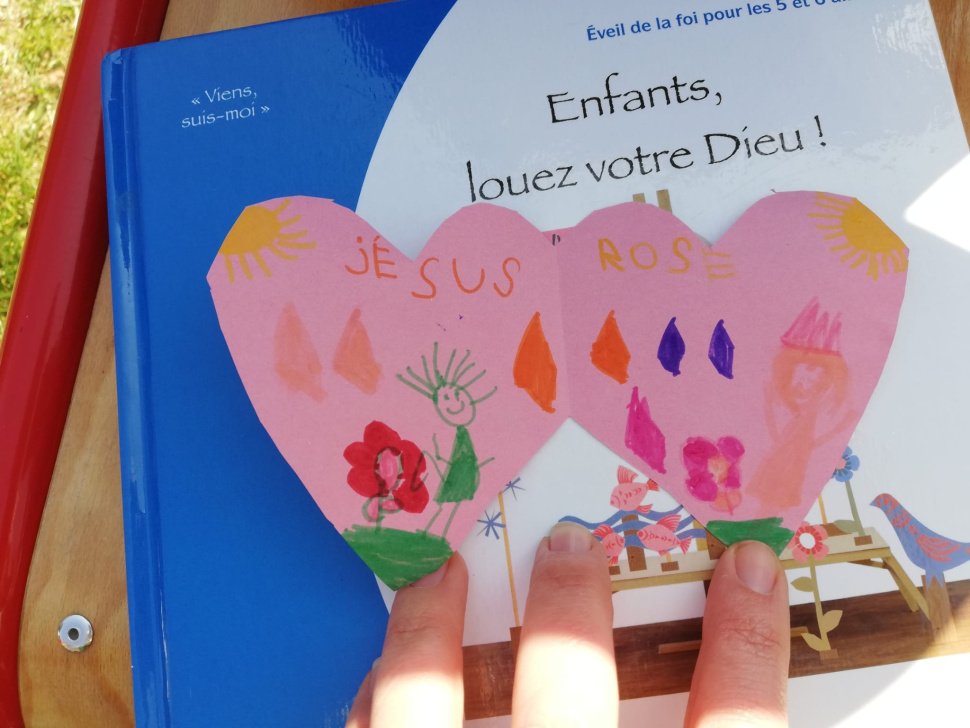 Éveil de la foi pour les 5 et 6
« Viens,
suis-moi »
Enfants,
louez votre Dieu !
JÉSUS
ROSE